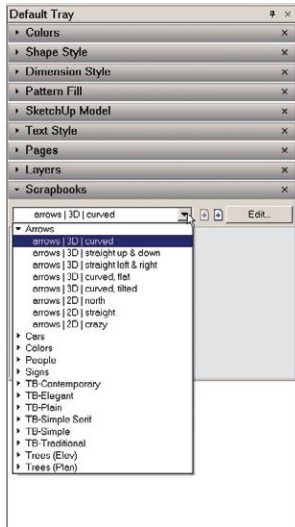 Default Tray
Colors
Shape Style
Dimension Style
Pattern Fill
SketchUp Model
Text Style
Pages
Layers
Scrapbooks
arrows | 3D | curved Edit...
Arrows
arrows | 3D | curved
arrows | 3D | straight up & down
arrows | 3D | straight left & right
arrows | 3D | curved, flat
arrows | 3D | curved, tilted
arrows | 2D | north
arrows | 2D | straight
arrows | 2D | crazy
Cars
Colors
People
Signs
TB-Contemporary
TB-Elegant
TB-Plain
TB-Simple Serif
TB-Simple
TB-Traditional
Trees (Elev)
Trees (Plan)